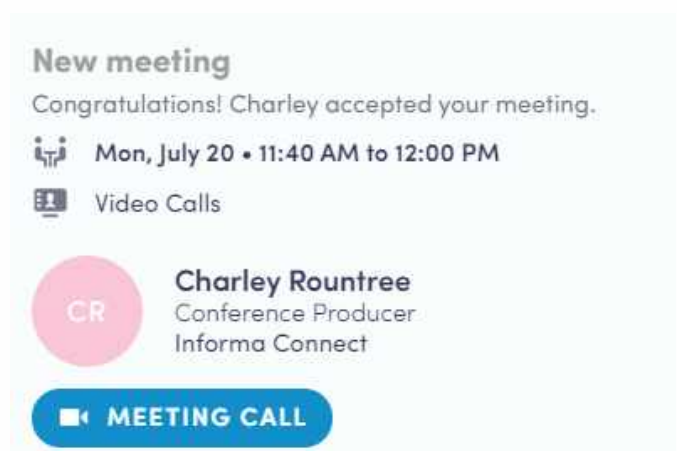 New meeting
Congratulations! Charley accepted your meeting.
Mon, July 20 • 11:40 AM to 12:00 PM
Video Calls
CR
Charley Rountree
Conference Producer
Informa Connect
MEETING CALL